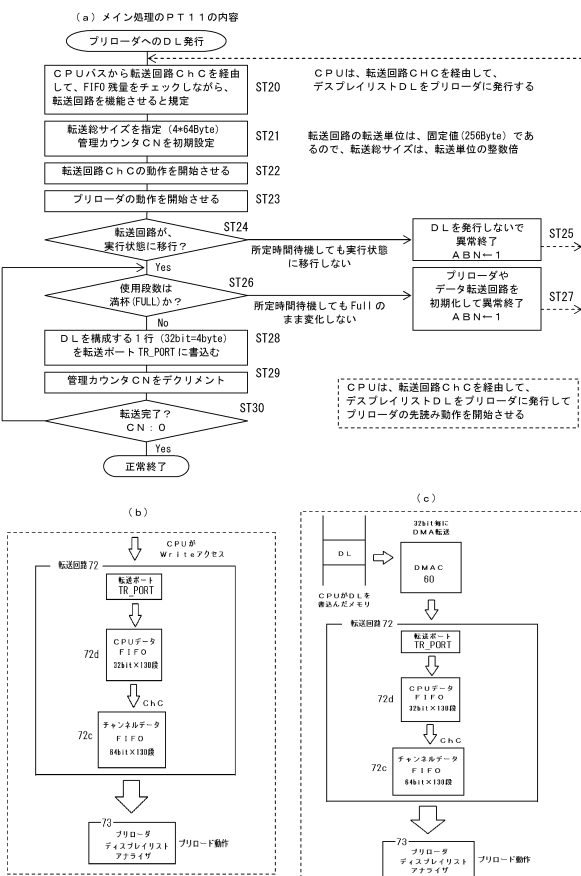 (a) メイン処理のPT11の内容
プリローダへのDL発行
CPUバスから転送回路ChCを経由
して、FIFO残量をチェックしながら、
転送回路を機能させると規定
ST20
CPUは、転送回路CHCを経由して、
デスプレイリストDLをプリローダに発行する
転送総サイズを指定 (4*64Byte)
管理カウンタCNを初期設定
ST21
転送回路の転送単位は、固定値(256Byte) であ
るので、転送総サイズは、転送単位の整数倍
転送回路ChCの動作を開始させる
ST22
プリローダの動作を開始させる
ST23
転送回路が、
実行状態に移行?
ST24
所定時間待機しても実行状態
に移行しない
DLを発行しないで
異常終了
ABN←1
ST25
Yes
使用段数は
満杯(FULL)か?
ST26
所定時間待機してもFullの
まま変化しない
プリローダや
データ転送回路を
初期化して異常終了
ABN←1
ST27
No
DLを構成する1行 (32bit=4byte)
を転送ポートTR_PORTに書込む
ST28
管理カウンタCNをデクリメント
ST29
転送完了?
CN:0
ST30
CPUは、転送回路ChCを経由して、
デスプレイリストDLをプリローダに発行して
プリローダの先読み動作を開始させる
Yes
正常終了
(b)
CPUが
Writeアクセス
転送回路72
転送ポート
TR_PORT
72d
CPUデータ
FIFO
32bit×130段
ChC
72c
チャンネルデータ
FIFO
64bit×130段
73
プリローダ
ディスプレイリスト
アナライザ
プリロード動作
(c)
32bit毎に
DMA転送
DL
DMAC
60
CPUがDLを
書込んだメモリ
転送回路72
転送ポート
TR_PORT
72d
CPUデータ
FIFO
32bit×130段
ChC
72c
チャンネルデータ
FIFO
64bit×130段
73
プリローダ
ディスプレイリスト
アナライザ
プリロード動作